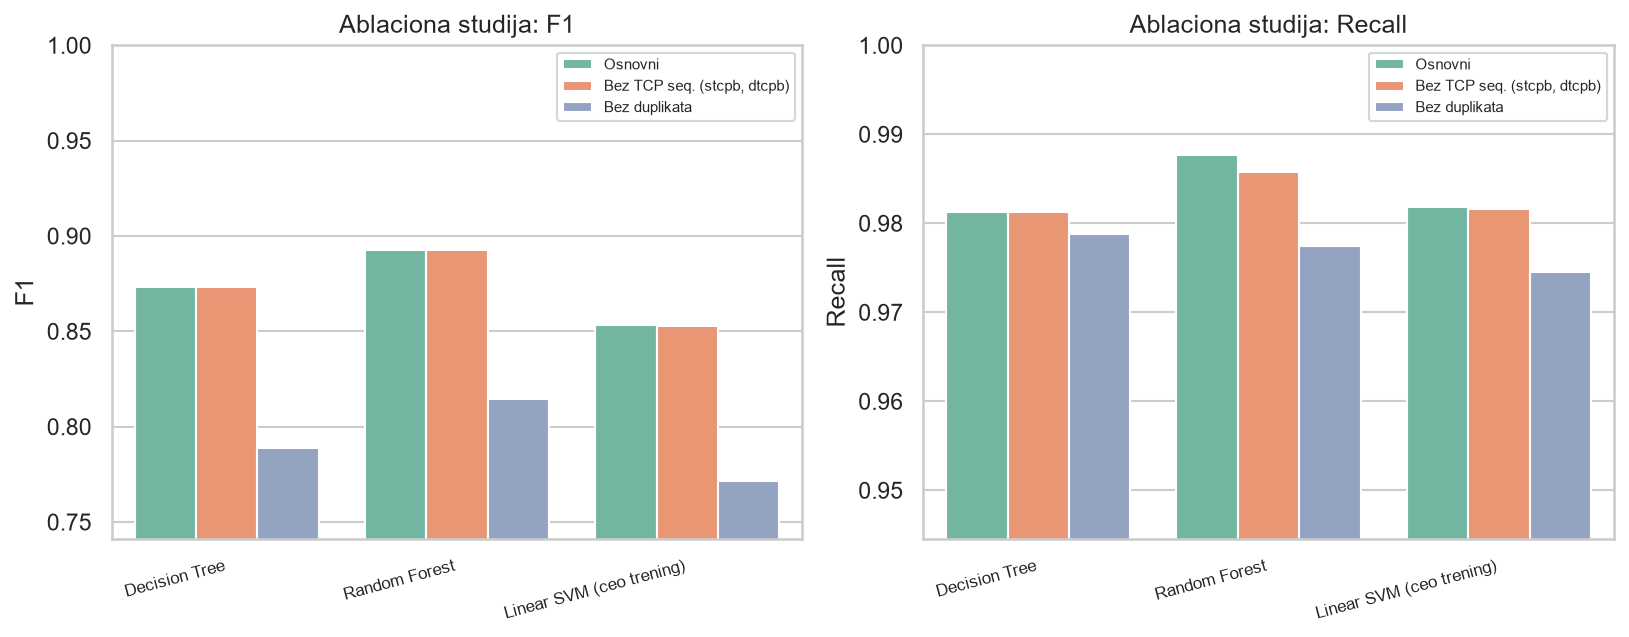 Ablaciona studija: F1
Osnovni
Bez TCP seq. (stcpb, dtcpb)
Bez duplikata
F1
1.00
0.95
0.90
0.85
0.80
0.75
Decision Tree
Random Forest
Linear SVM (ceo trening)
Ablaciona studija: Recall
Osnovni
Bez TCP seq. (stcpb, dtcpb)
Bez duplikata
Recall
1.00
0.99
0.98
0.97
0.96
0.95
Decision Tree
Random Forest
Linear SVM (ceo trening)